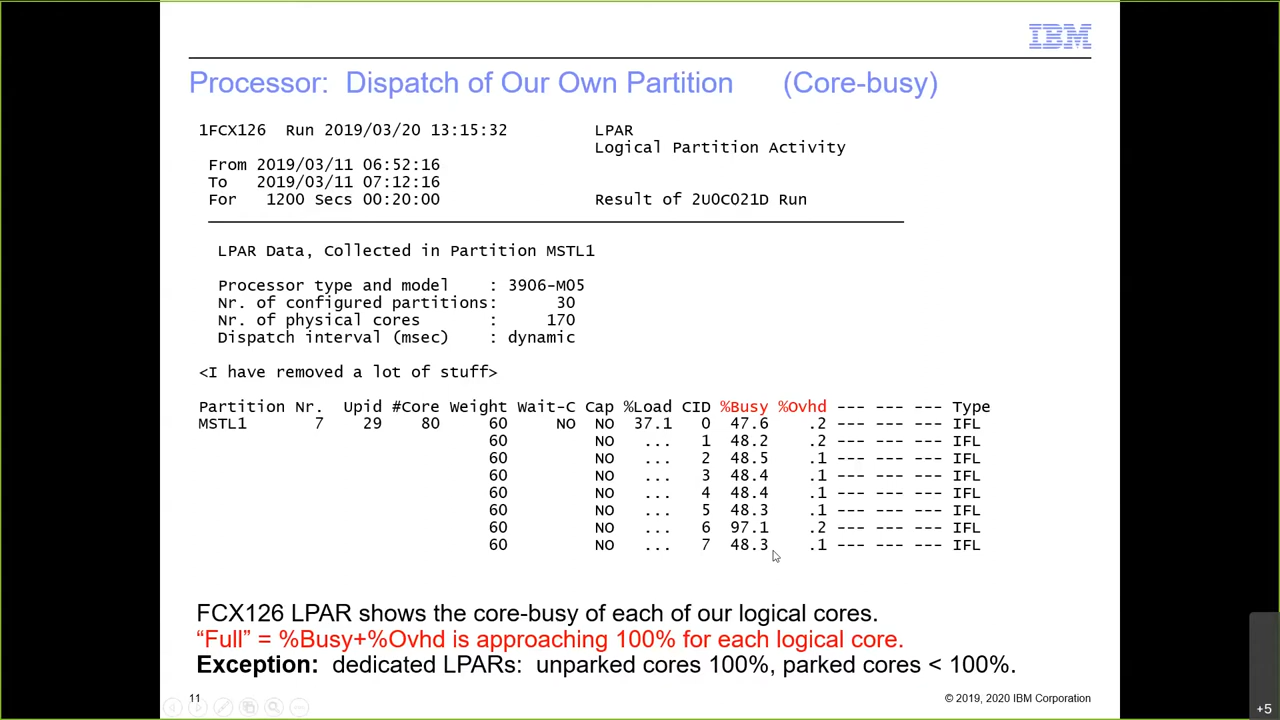 IBM
Processor: Dispatch of Our Own Partition (Core-busy)
1FCX126 Run 2019/03/20 13:15:32 LPAR
Logical Partition Activity
From 2019/03/11 06:52:16
To 2019/03/11 07:12:16
For 1200 Secs 00:20:00 Result of 2U0C021D Run
LPAR Data, Collected in Partition MSTL1
Processor type and model : 3906-M05
Nr. of configured partitions: 30
Nr. of physical cores : 170
Dispatch interval (msec) : dynamic
<I have removed a lot of stuff>
Partition Nr. Upid #Core Weight Wait-C Cap %Load CID %Busy %Ovhd --- --- --- Type
MSTL1 7 29 80 60 NO NO 37.1 0 47.6 .2 --- --- --- IFL
60 NO ... 1 48.2 .2 --- --- --- IFL
60 NO ... 2 48.5 .1 --- --- --- IFL
60 NO ... 3 48.4 .1 --- --- --- IFL
60 NO ... 4 48.4 .1 --- --- --- IFL
60 NO ... 5 48.3 .1 --- --- --- IFL
60 NO ... 6 97.1 .2 --- --- --- IFL
60 NO ... 7 48.3 .1 --- --- --- IFL
FCX126 LPAR shows the core-busy of each of our logical cores.
“Full” = %Busy+%Ovhd is approaching 100% for each logical core.
Exception: dedicated LPARs: unparked cores 100%, parked cores < 100%.
11 © 2019, 2020 IBM Corporation
+5